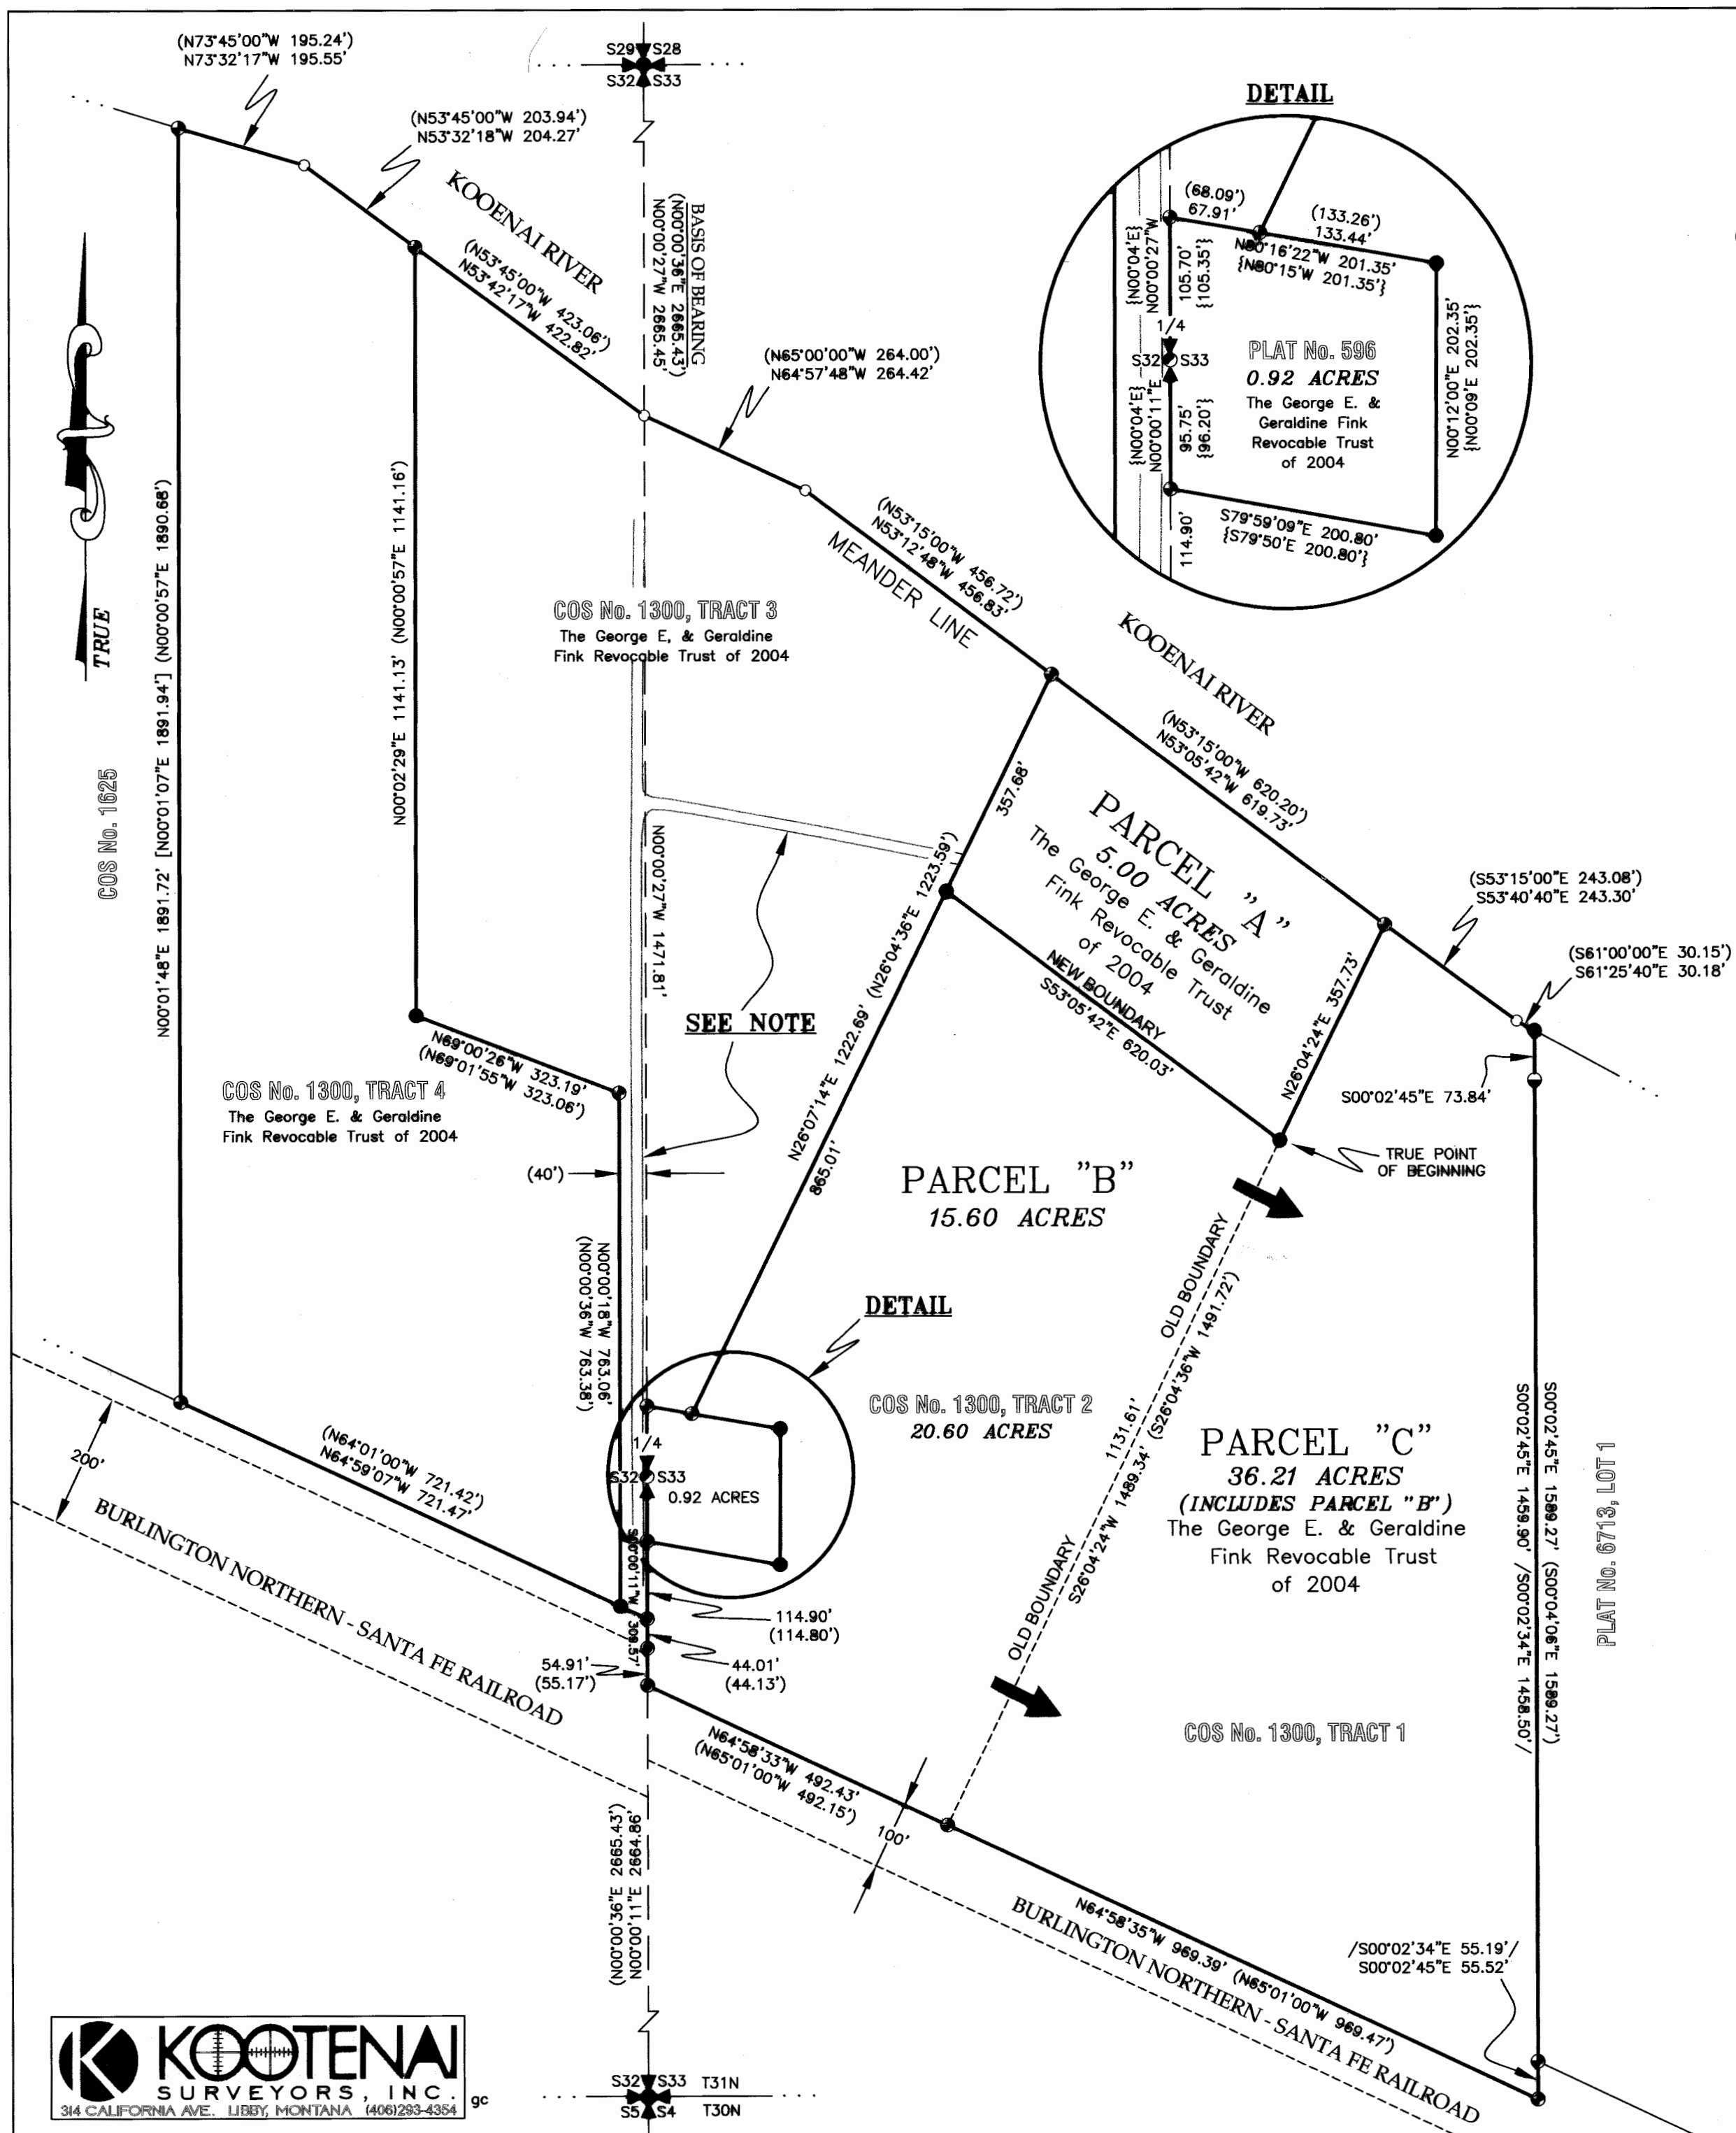 (N73°45'00"W 195.24')
N73°32'17"W 195.55'
S29 S28
S32 S33
(N53°45'00"W 203.94')
N53°32'18"W 204.27'
KOOENAI RIVER
(N53°45'00"W 423.06')
N53°42'17"W 422.82'
BASIS OF BEARING
(N00°00'36"E 2665.43')
N00°00'27"W 2665.45'
(N65°00'00"W 264.00')
N64°57'48"W 264.42'
DETAIL
(68.09')
67.91'
(133.26')
133.44'
N80°16'22"W 201.35'
{N80°15'W 201.35'}
{N00°04'E}
N00°00'27"W
105.70'
{105.35'}
1/4
S32 S33
PLAT No. 596
0.92 ACRES
The George E. &
Geraldine Fink
Revocable Trust
of 2004
N00°12'00"E 202.35'
{N00°09'E 202.35'}
{N00°04'E}
N00°00'11"E
95.75'
{96.20'}
S79°59'09"E 200.80'
{S79°50'E 200.80'}
114.90'
TRUE
COS No. 1625
N00°01'48"E 1891.72' [N00°01'07"E 1891.94'] (N00°00'57"E 1890.68')
N00°02'29"E 1141.13' (N00°00'57"E 1141.16')
COS No. 1300, TRACT 3
The George E, & Geraldine
Fink Revocable Trust of 2004
(N53°15'00"W 456.72')
N53°12'48"W 456.83'
MEANDER LINE
KOOENAI RIVER
(N53°15'00"W 620.20')
N53°05'42"W 619.73'
357.68'
PARCEL "A"
5.00 ACRES
The George E. & Geraldine
Fink Revocable Trust
of 2004
NEW BOUNDARY
S53°05'42"E 620.03'
N26°04'24"E 357.73'
(S53°15'00"E 243.08')
S53°40'40"E 243.30'
(S61°00'00"E 30.15')
S61°25'40"E 30.18'
S00°02'45"E 73.84'
TRUE POINT
OF BEGINNING
N00°00'27"W 1471.81'
SEE NOTE
N26°07'14"E 1222.69' (N26°04'36"E 1223.59')
865.01'
N69°00'26"W 323.19'
(N69°01'55"W 323.06')
COS No. 1300, TRACT 4
The George E. & Geraldine
Fink Revocable Trust of 2004
(40')
N00°00'18"W 763.06'
(N00°00'36"W 763.38')
PARCEL "B"
15.60 ACRES
DETAIL
COS No. 1300, TRACT 2
20.60 ACRES
OLD BOUNDARY
1131.61'
S26°04'24"W 1489.34' (S26°04'36"W 1491.72')
OLD BOUNDARY
PARCEL "C"
36.21 ACRES
(INCLUDES PARCEL "B")
The George E. & Geraldine
Fink Revocable Trust
of 2004
S00°02'45"E 1589.27' (S00°04'06"E 1589.27')
S00°02'45"E 1459.90' /S00°02'34"E 1458.50'/
PLAT No. 6713, LOT 1
1/4
S32 S33
0.92 ACRES
S00°00'11"W 309.57'
114.90'
(114.80')
44.01'
(44.13')
54.91'
(55.17')
200'
(N64°01'00"W 721.42')
N64°59'07"W 721.47'
BURLINGTON NORTHERN - SANTA FE RAILROAD
N64°58'33"W 492.43'
(N65°01'00"W 492.15')
COS No. 1300, TRACT 1
100'
(N00°00'36"E 2665.43')
N00°00'11"E 2664.86'
N64°58'35"W 969.39' (N65°01'00"W 969.47')
BURLINGTON NORTHERN - SANTA FE RAILROAD
/S00°02'34"E 55.19'/
S00°02'45"E 55.52'
KOOTENAI
SURVEYORS, INC.
314 CALIFORNIA AVE. LIBBY, MONTANA (406)293-4354
gc
S32 S33 T31N
S5 S4 T30N